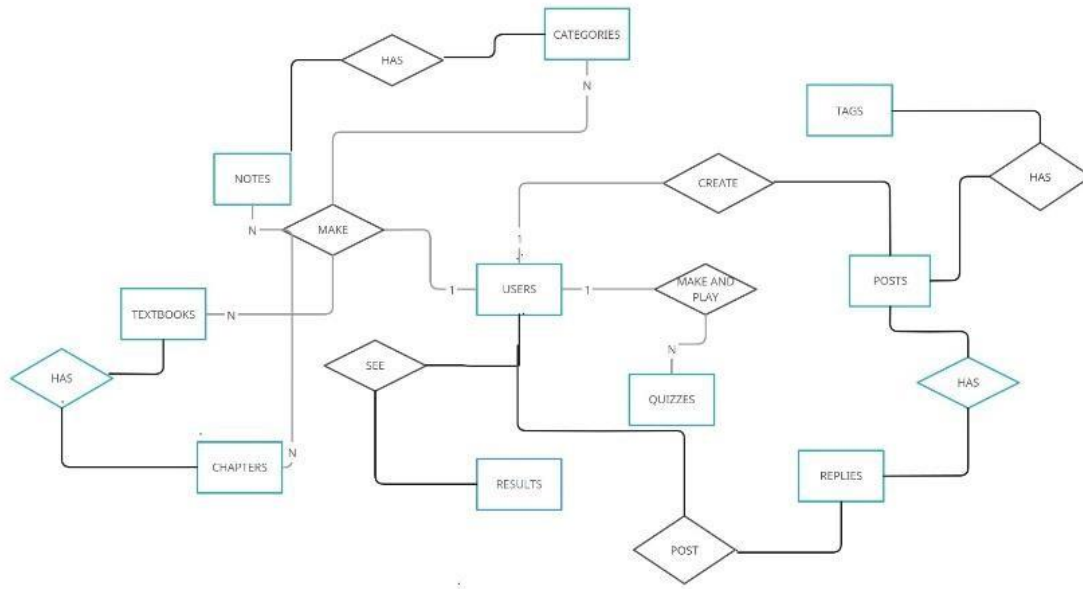 CATEGORIES
HAS
N
TAGS
NOTES
CREATE
HAS
N
MAKE
1
POSTS
TEXTBOOKS
N
1
USERS
1
MAKE AND
PLAY
HAS
SEE
N
HAS
QUIZZES
CHAPTERS
N
RESULTS
REPLIES
POST